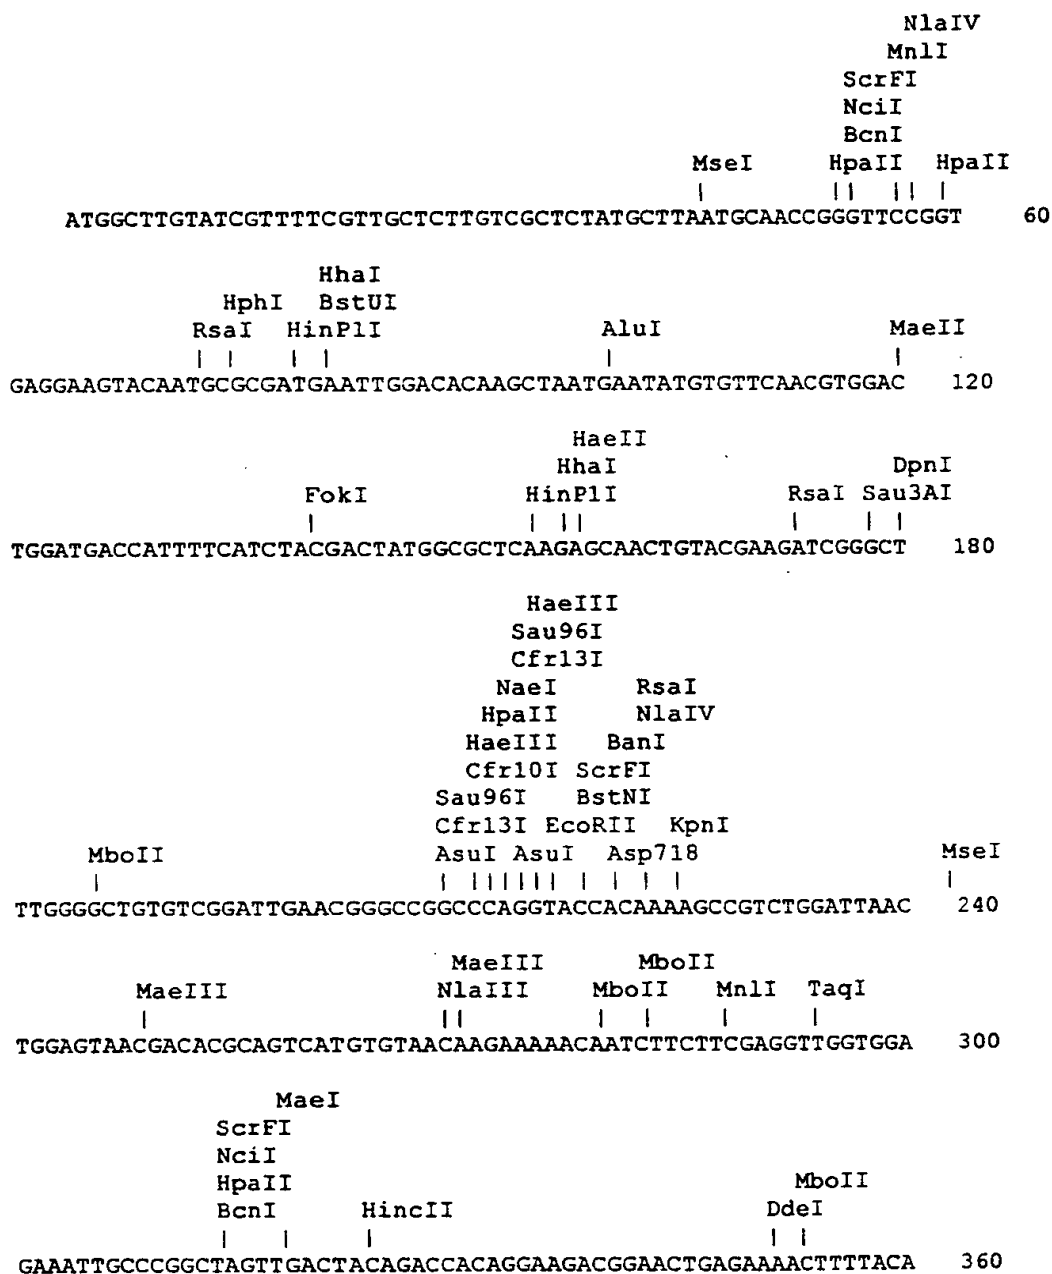 NlaIV
MnlI
ScrFI
NciI
BcnI
MseI HpaII HpaII
ATGGCTTGTATCGTTTTCGTTGCTCTTGTCGCTCTATGCTTAATGCAACCGGGTTCCGGT 60
HhaI
HphI BstUI
RsaI HinP1I AluI MaeII
GAGGAAGTACAATGCGCGATGAATTGGACACAAGCTAATGAATATGTGTTCAACGTGGAC 120
HaeII
HhaI DpnI
FokI HinP1I RsaI Sau3AI
TGGATGACCATTTTCATCTACGACTATGGCGCTCAAGAGCAACTGTACGAAGATCGGGCT 180
HaeIII
Sau96I
Cfr13I
NaeI RsaI
HpaII NlaIV
HaeIII BanI
Cfr10I ScrFI
Sau96I BstNI
Cfr13I EcoRII KpnI
MboII AsuI AsuI Asp718 MseI
TTGGGGCTGTGTCGGATTGAACGGGCCGGCCCAGGTACCACAAAAGCCGTCTGGATTAAC 240
MaeIII MboII
MaeIII NlaIII MboII MnlI TaqI
TGGAGTAACGACACGCAGTCATGTGTAACAAGAAAAACAATCTTCTTCGAGGTTGGTGGA 300
MaeI
ScrFI
NciI
HpaII MboII
BcnI HincII DdeI
GAAATTGCCCGGCTAGTTGACTACAGACCACAGGAAGACGGAACTGAGAAAACTTTTACA 360